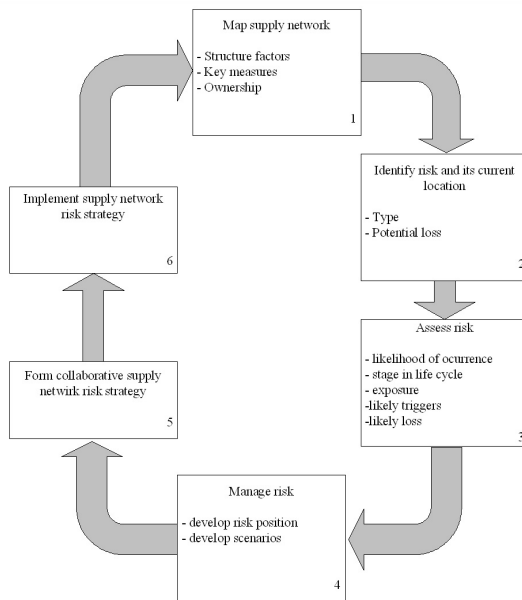 Map supply network
- Structure factors
- Key measures
- Ownership
1
Identify risk and its current
location
- Type
- Potential loss
2
Assess risk
- likelihood of ocurrence
- stage in life cycle
- exposure
-likely triggers
-likely loss
3
Manage risk
- develop risk position
- develop scenarios
4
Form collaborative supply
netwirk risk strategy
5
Implement supply network
risk strategy
6